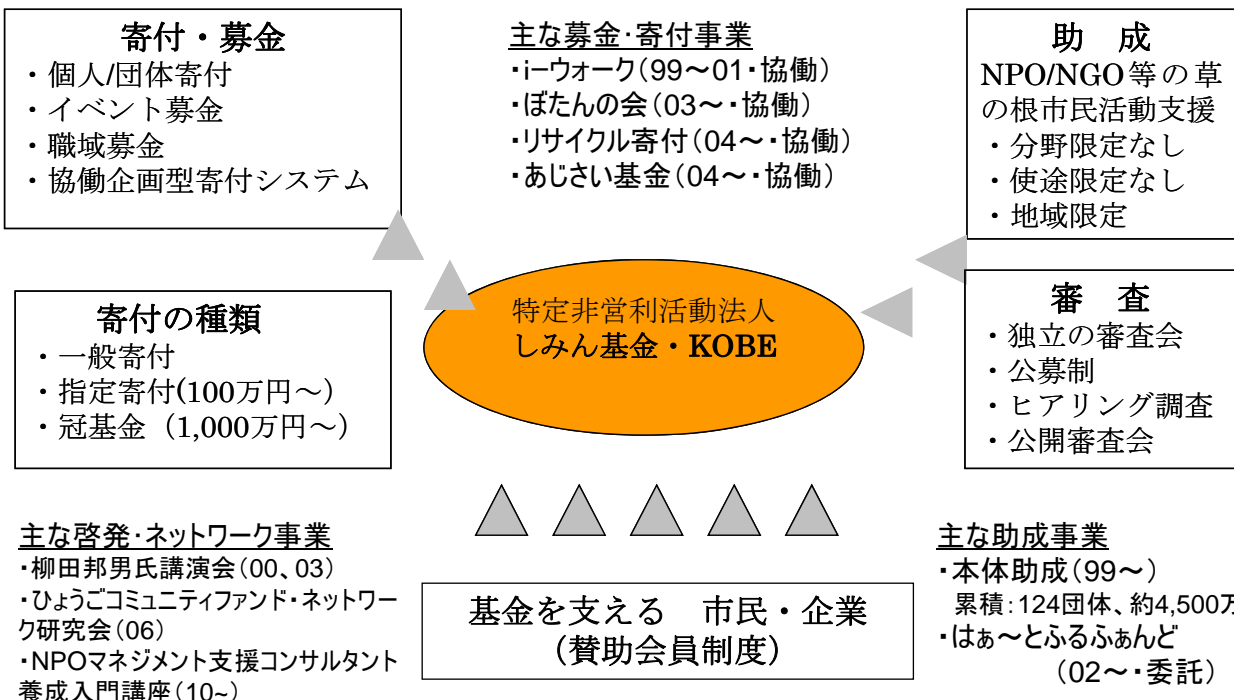 寄付・募金
・個人/団体寄付
・イベント募金
・職域募金
・協働企画型寄付システム
主な募金・寄付事業
・i－ウォーク（99～01・協働）
・ぼたんの会（03～・協働）
・リサイクル寄付（04～・協働）
・あじさい基金（04～・協働）
助　成
NPO/NGO等の草
の根市民活動支援
・分野限定なし
・使途限定なし
・地域限定
寄付の種類
・一般寄付
・指定寄付(100万円～)
・冠基金（1,000万円～）
特定非営利活動法人
しみん基金・KOBE
審　査
・独立の審査会
・公募制
・ヒアリング調査
・公開審査会
主な啓発・ネットワーク事業
・柳田邦男氏講演会（00、03）
・ひょうごコミュニティファンド・ネットワー
ク研究会（06）
・NPOマネジメント支援コンサルタント
養成入門講座（10~）
基金を支える　市民・企業
（賛助会員制度）
主な助成事業
・本体助成（99～）
累積：124団体、約4,500万
・はぁ～とふるふぁんど
（02～・委託）